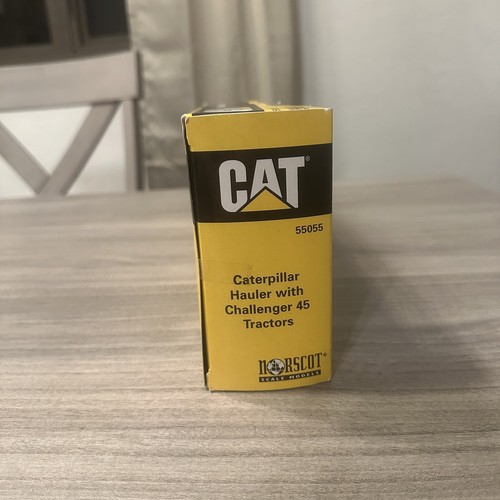 CAT®
55055
Caterpillar
Hauler with
Challenger 45
Tractors
NORSCOT
SCALE MODELS